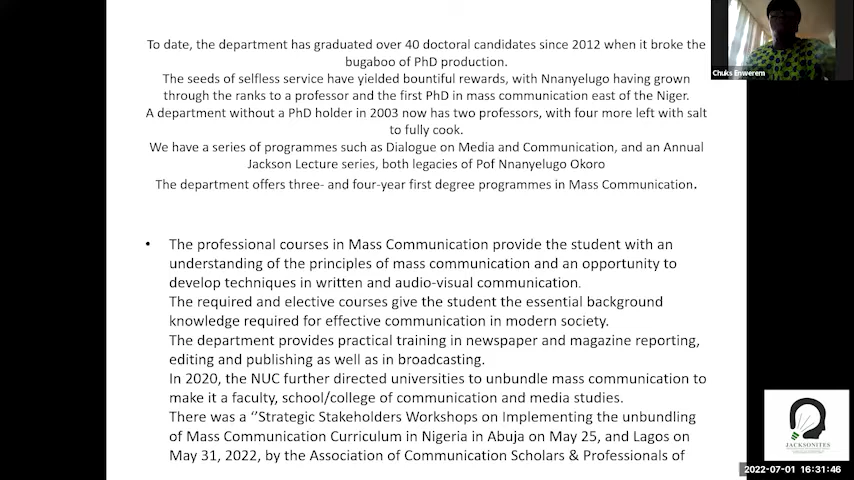 To date, the department has graduated over 40 doctoral candidates since 2012 when it broke the
bugaboo of PhD production.
The seeds of selfless service have yielded bountiful rewards, with Nnanyelugo having grown
through the ranks to a professor and the first PhD in mass communication east of the Niger.
A department without a PhD holder in 2003 now has two professors, with four more left with salt
to fully cook.
We have a series of programmes such as Dialogue on Media and Communication, and an Annual
Jackson Lecture series, both legacies of Pof Nnanyelugo Okoro
The department offers three- and four-year first degree programmes in Mass Communication.
• The professional courses in Mass Communication provide the student with an
understanding of the principles of mass communication and an opportunity to
develop techniques in written and audio-visual communication.
The required and elective courses give the student the essential background
knowledge required for effective communication in modern society.
The department provides practical training in newspaper and magazine reporting,
editing and publishing as well as in broadcasting.
In 2020, the NUC further directed universities to unbundle mass communication to
make it a faculty, school/college of communication and media studies.
There was a ‘’Strategic Stakeholders Workshops on Implementing the unbundling
of Mass Communication Curriculum in Nigeria in Abuja on May 25, and Lagos on
May 31, 2022, by the Association of Communication Scholars & Professionals of
Chuks Enwerem
JACKSONITES
2022-07-01 16:31:46